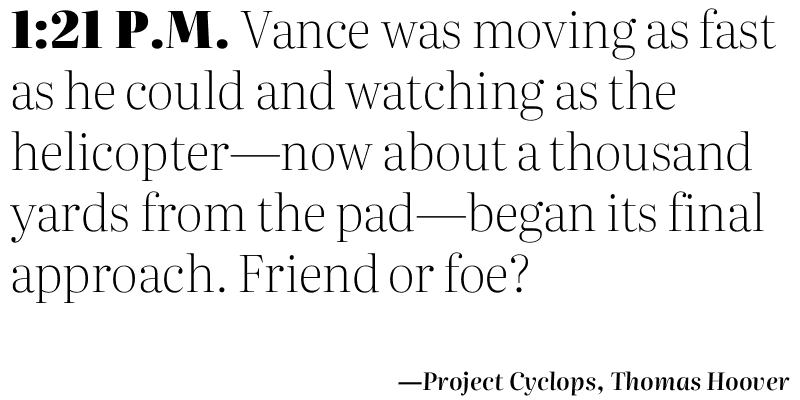 1:21 P.M. Vance was moving as fast
as he could and watching as the
helicopter—now about a thousand
yards from the pad—began its final
approach. Friend or foe?
—Project Cyclops, Thomas Hoover